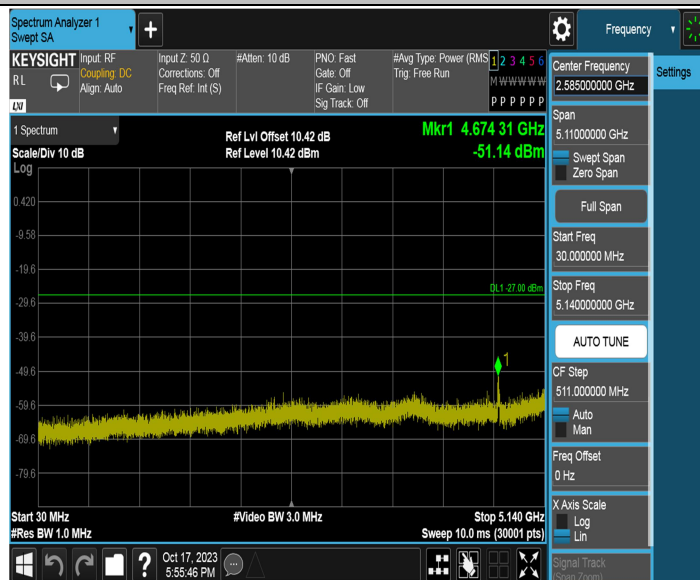 Spectrum Analyzer 1
Swept SA
+
Frequency
KEYSIGHT
RL
LXI
Input: RF
Coupling: DC
Align: Auto
Input Z: 50 Ω
Corrections: Off
Freq Ref: Int (S)
#Atten: 10 dB
PNO: Fast
Gate: Off
IF Gain: Low
Sig Track: Off
#Avg Type: Power (RMS
Trig: Free Run
1 2 3 4 5 6
M W W W W W
P P P P P P
Center Frequency
2.585000000 GHz
Settings
Span
5.11000000 GHz
Swept Span
Zero Span
Full Span
Start Freq
30.000000 MHz
Stop Freq
5.140000000 GHz
AUTO TUNE
CF Step
511.000000 MHz
Auto
Man
Freq Offset
0 Hz
X Axis Scale
Log
Lin
Signal Track
(Span Zoom)
1 Spectrum
Scale/Div 10 dB
Log
Ref Lvl Offset 10.42 dB
Ref Level 10.42 dBm
Mkr1 4.674 31 GHz
-51.14 dBm
0.420
-9.58
-19.6
DL1 -27.00 dBm
-29.6
-39.6
-49.6
1
-59.6
-69.6
-79.6
Start 30 MHz
#Video BW 3.0 MHz
Stop 5.140 GHz
#Res BW 1.0 MHz
Sweep 10.0 ms (30001 pts)
?
Oct 17, 2023
5:55:46 PM